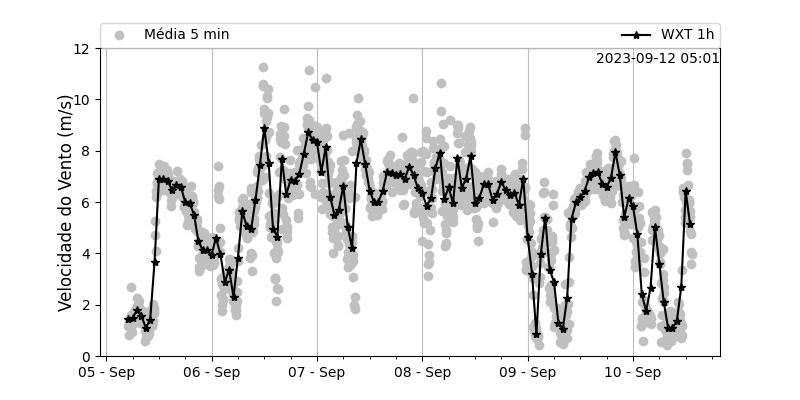 Média 5 min
WXT 1h
2023-09-12 05:01
Velocidade do Vento (m/s)
12
10
8
6
4
2
0
05 - Sep
06 - Sep
07 - Sep
08 - Sep
09 - Sep
10 - Sep